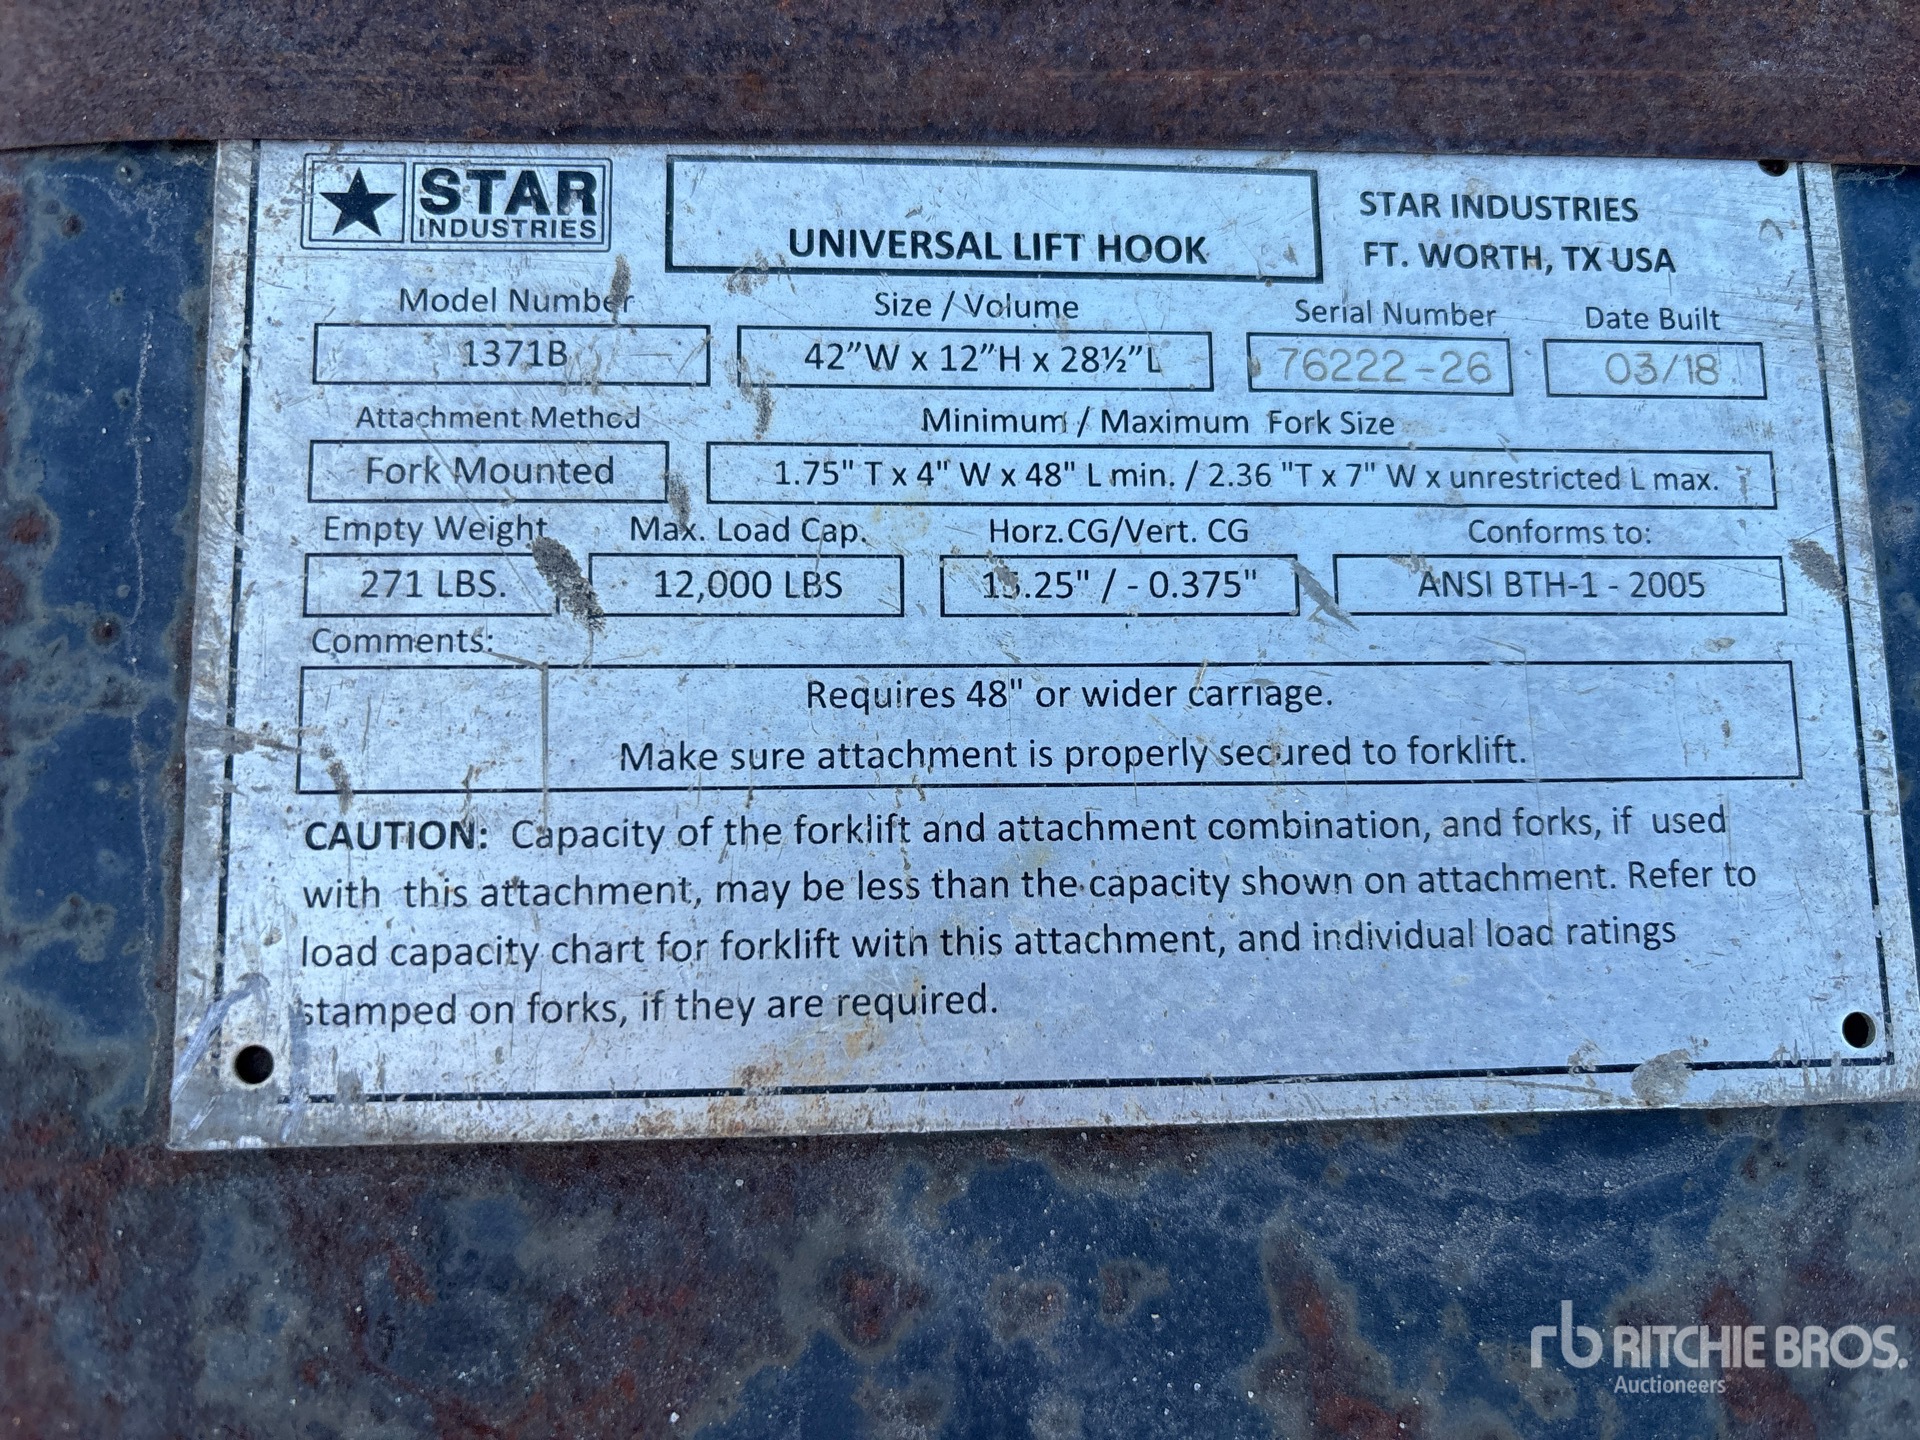 STAR
INDUSTRIES
UNIVERSAL LIFT HOOK
STAR INDUSTRIES
FT. WORTH, TX USA
Model Number
Size / Volume
Serial Number
Date Built
1371B
42”W x 12”H x 28½”L
76222-26
03/18
Attachment Method
Minimum / Maximum Fork Size
Fork Mounted
1.75" T x 4" W x 48" L min. / 2.36 "T x 7" W x unrestricted L max.
Empty Weight
Max. Load Cap.
Horz.CG/Vert. CG
Conforms to:
271 LBS.
12,000 LBS
/ - 0.375"
ANSI BTH-1 - 2005
Comments:
Requires 48" or wider carriage.
Make sure attachment is properly secured to forklift.
CAUTION: Capacity of the forklift and attachment combination, and forks, if used
with this attachment, may be less than the capacity shown on attachment. Refer to
load capacity chart for forklift with this attachment, and individual load ratings
stamped on forks, if they are required.
rb RITCHIE BROS.
Auctioneers